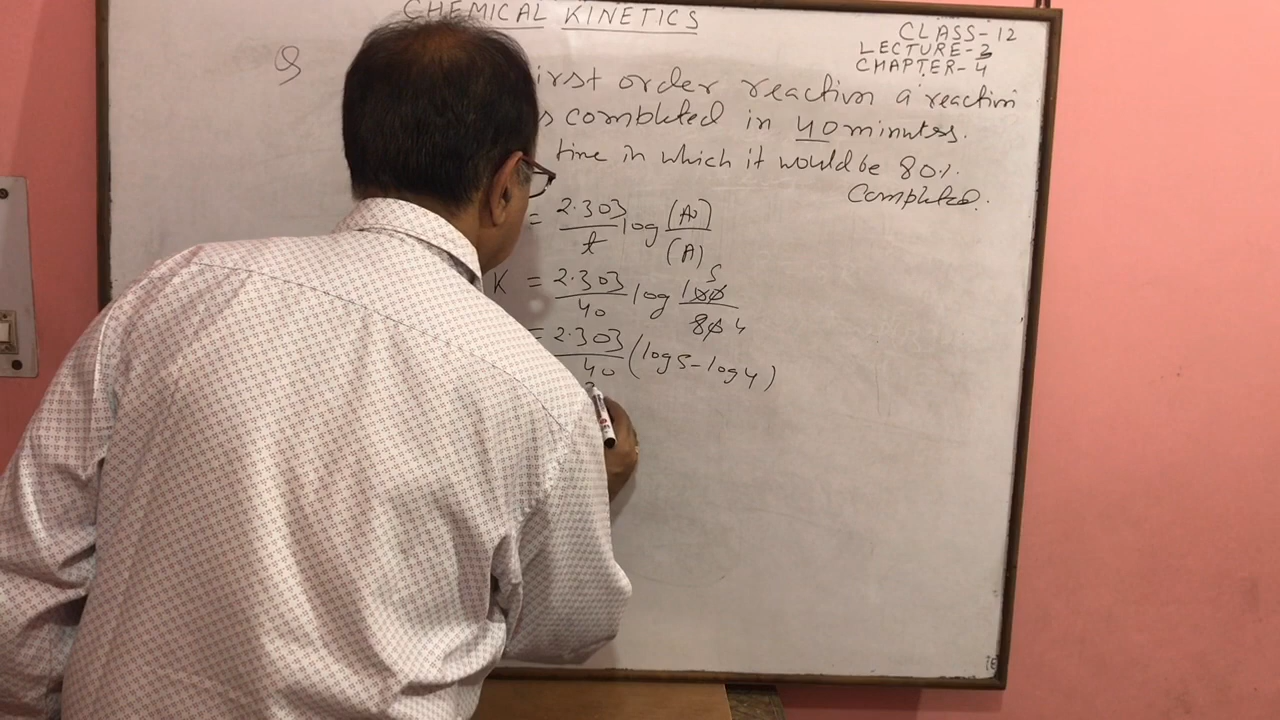 CHEMICAL KINETICS
CLASS-12
LECTURE-3
CHAPTER-4
Q
irst order reaction a reaction
s completed in 40 minutes.
time in which it would be 80%
Completed.
= 2.303/t log (A0)/(A)
K = 2.303/40 log 100/80 5 4
= 2.303/40 (log5-log4)